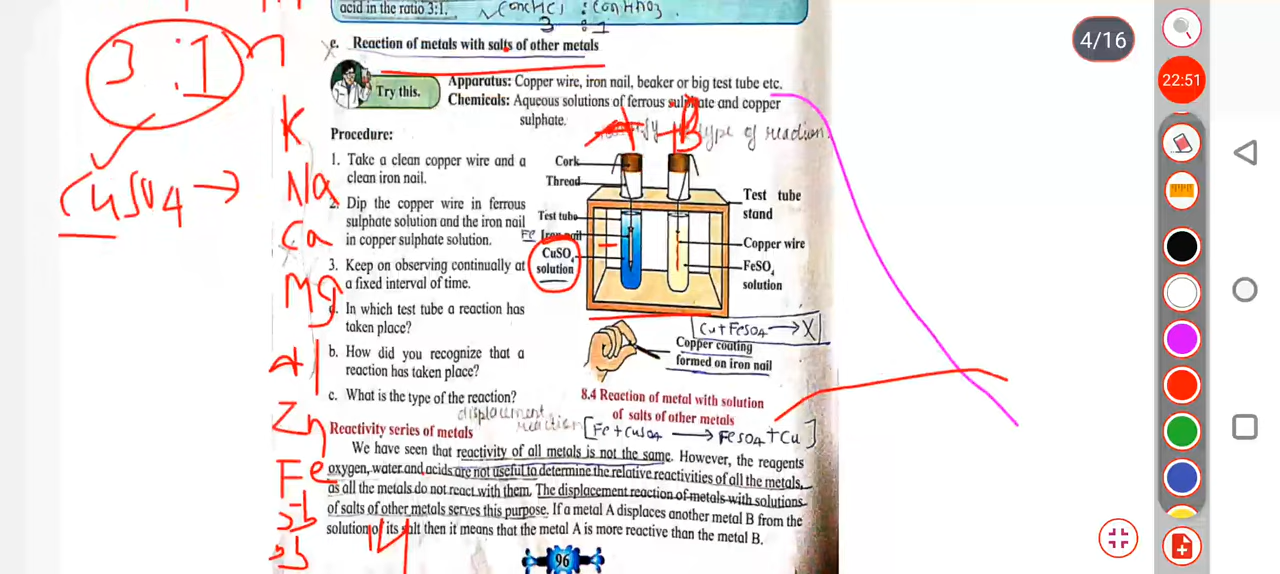 acid in the ratio 3:1.
3 : 1
3 : 1
e. Reaction of metals with salts of other metals
Try this.
Apparatus: Copper wire, iron nail, beaker or big test tube etc.
Chemicals: Aqueous solutions of ferrous sulphate and copper
sulphate.
type of reaction.
A
B
Procedure:
1. Take a clean copper wire and a
clean iron nail.
2. Dip the copper wire in ferrous
sulphate solution and the iron nail
in copper sulphate solution.
3. Keep on observing continually at
a fixed interval of time.
In which test tube a reaction has
taken place?
b. How did you recognize that a
reaction has taken place?
c. What is the type of the reaction?
displacement
reaction
Cork
Thread
Test tube
Fe Iron nail
CuSO4
solution
Test tube
stand
Copper wire
FeSO4
solution
Cu+FeSO4 → X
Copper coating
formed on iron nail
8.4 Reaction of metal with solution
of salts of other metals
[Fe+CuSO4 → FeSO4+Cu]
Reactivity series of metals
We have seen that reactivity of all metals is not the same. However, the reagents
oxygen, water and acids are not useful to determine the relative reactivities of all the metals,
as all the metals do not react with them. The displacement reaction of metals with solutions
of salts of other metals serves this purpose. If a metal A displaces another metal B from the
solution of its salt then it means that the metal A is more reactive than the metal B.
96
CuSO4 →
K
Na
Ca
Mg
Al
Zn
Fe
4/16
22:51